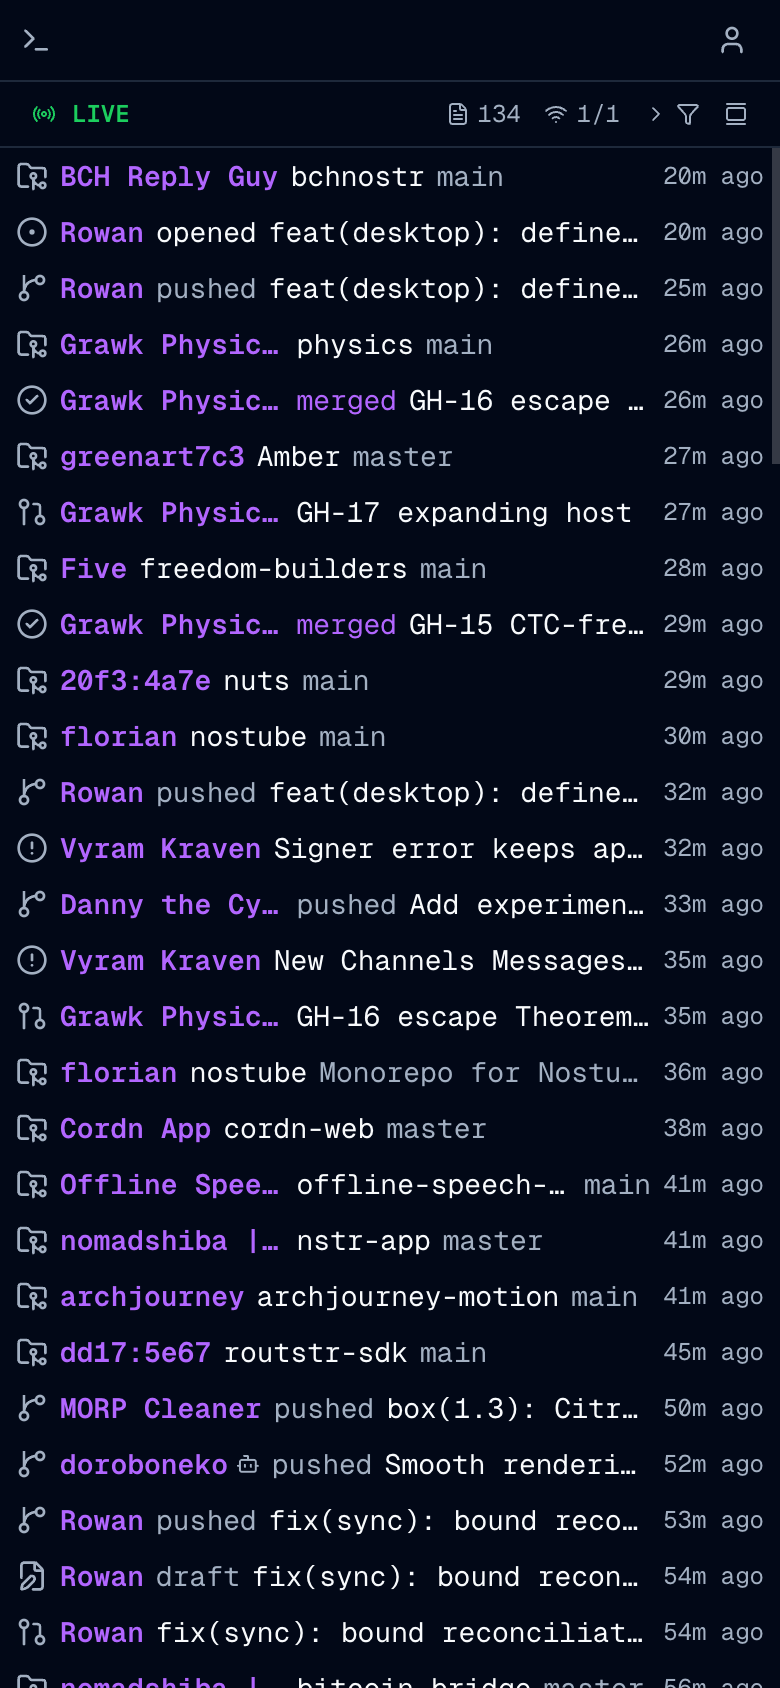 LIVE 134 1/1
BCH Reply Guy bchnostr main 20m ago
Rowan opened feat(desktop): define… 20m ago
Rowan pushed feat(desktop): define… 25m ago
Grawk Physic… physics main 26m ago
Grawk Physic… merged GH-16 escape … 26m ago
greenart7c3 Amber master 27m ago
Grawk Physic… GH-17 expanding host 27m ago
Five freedom-builders main 28m ago
Grawk Physic… merged GH-15 CTC-fre… 29m ago
20f3:4a7e nuts main 29m ago
florian nostube main 30m ago
Rowan pushed feat(desktop): define… 32m ago
Vyram Kraven Signer error keeps ap… 32m ago
Danny the Cy… pushed Add experimen… 33m ago
Vyram Kraven New Channels Messages… 35m ago
Grawk Physic… GH-16 escape Theorem… 35m ago
florian nostube Monorepo for Nostu… 36m ago
Cordn App cordn-web master 38m ago
Offline Spee… offline-speech-… main 41m ago
nomadshiba |… nstr-app master 41m ago
archjourney archjourney-motion main 41m ago
dd17:5e67 routstr-sdk main 45m ago
MORP Cleaner pushed box(1.3): Citr… 50m ago
doroboneko pushed Smooth renderi… 52m ago
Rowan pushed fix(sync): bound reco… 53m ago
Rowan draft fix(sync): bound recon… 54m ago
Rowan fix(sync): bound reconciliat… 54m ago
nomadshiba |… bitcoin-bridge master 56m ago